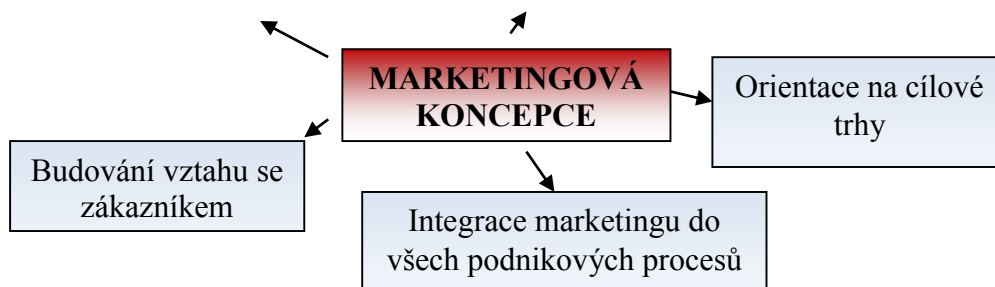 MARKETINGOVÁ
KONCEPCE
Orientace na cílové
trhy
Budování vztahu se
zákazníkem
Integrace marketingu do
všech podnikových procesů